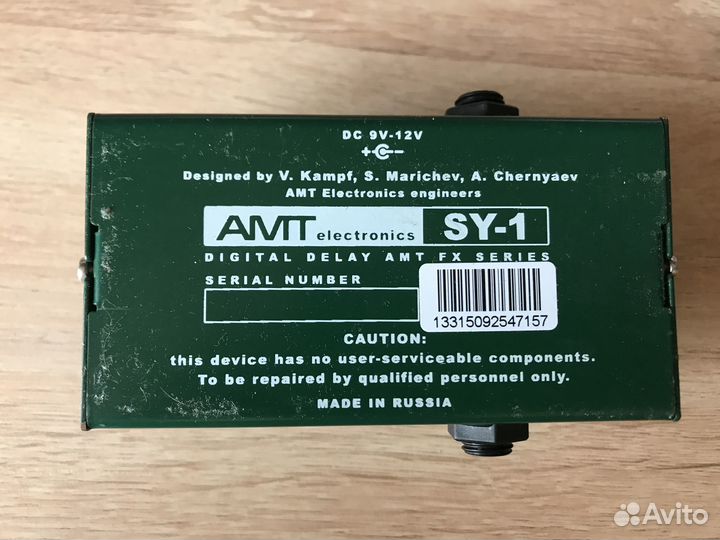 DC 9V-12V
+ -
Designed by V. Kampf, S. Marichev, A. Chernyaev
AMT Electronics engineers
AMT electronics SY-1
DIGITAL DELAY AMT FX SERIES
SERIAL NUMBER
13315092547157
CAUTION:
this device has no user-serviceable components.
To be repaired by qualified personnel only.
MADE IN RUSSIA
Avito